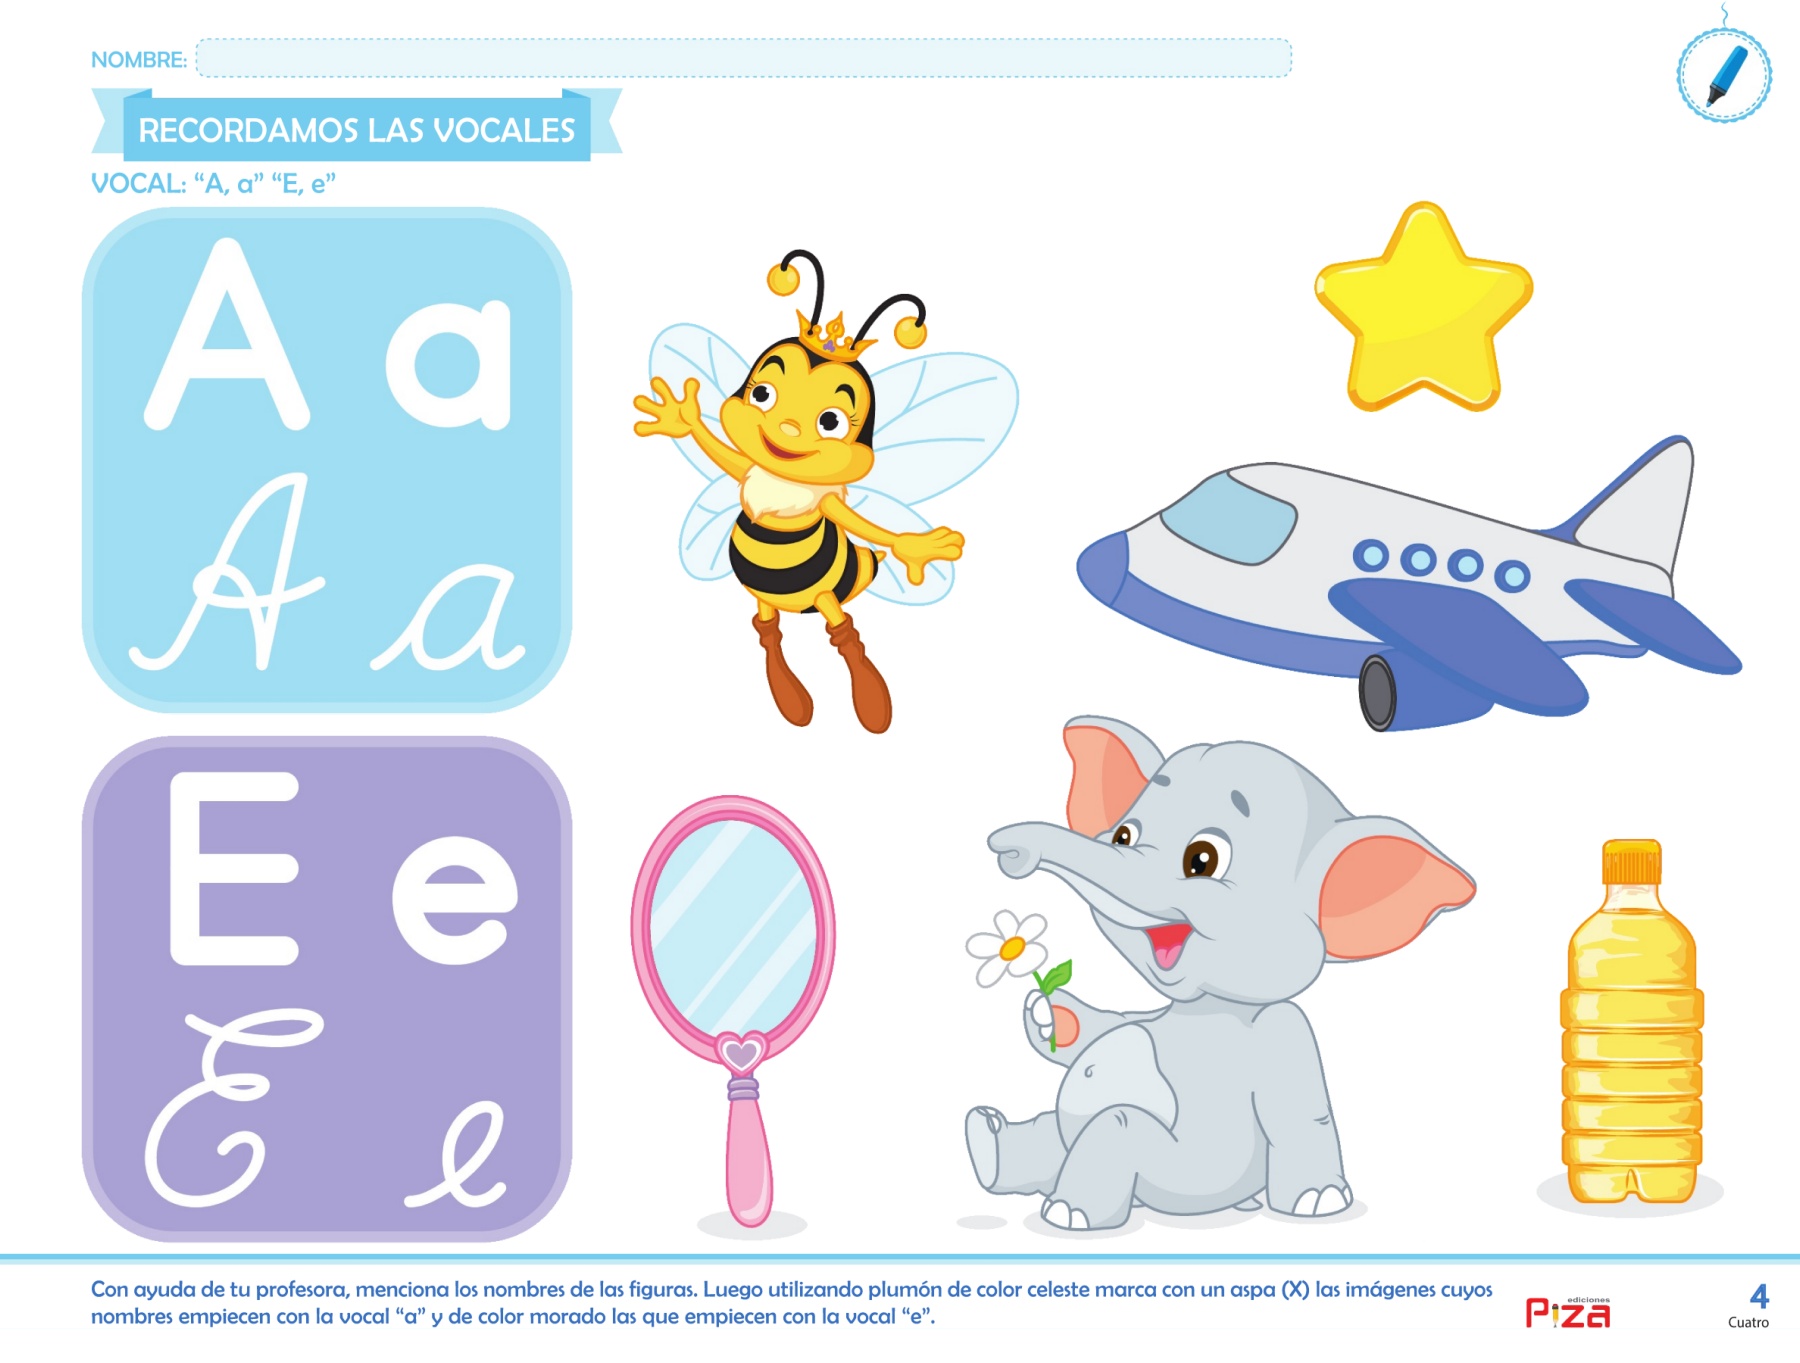 NOMBRE:
RECORDAMOS LAS VOCALES
VOCAL: “A, a” “E, e”
A a
A a
E e
E e
Con ayuda de tu profesora, menciona los nombres de las figuras. Luego utilizando plumón de color celeste marca con un aspa (X) las imágenes cuyos
nombres empiecen con la vocal “a” y de color morado las que empiecen con la vocal “e”.
ediciones
Piza
4
Cuatro